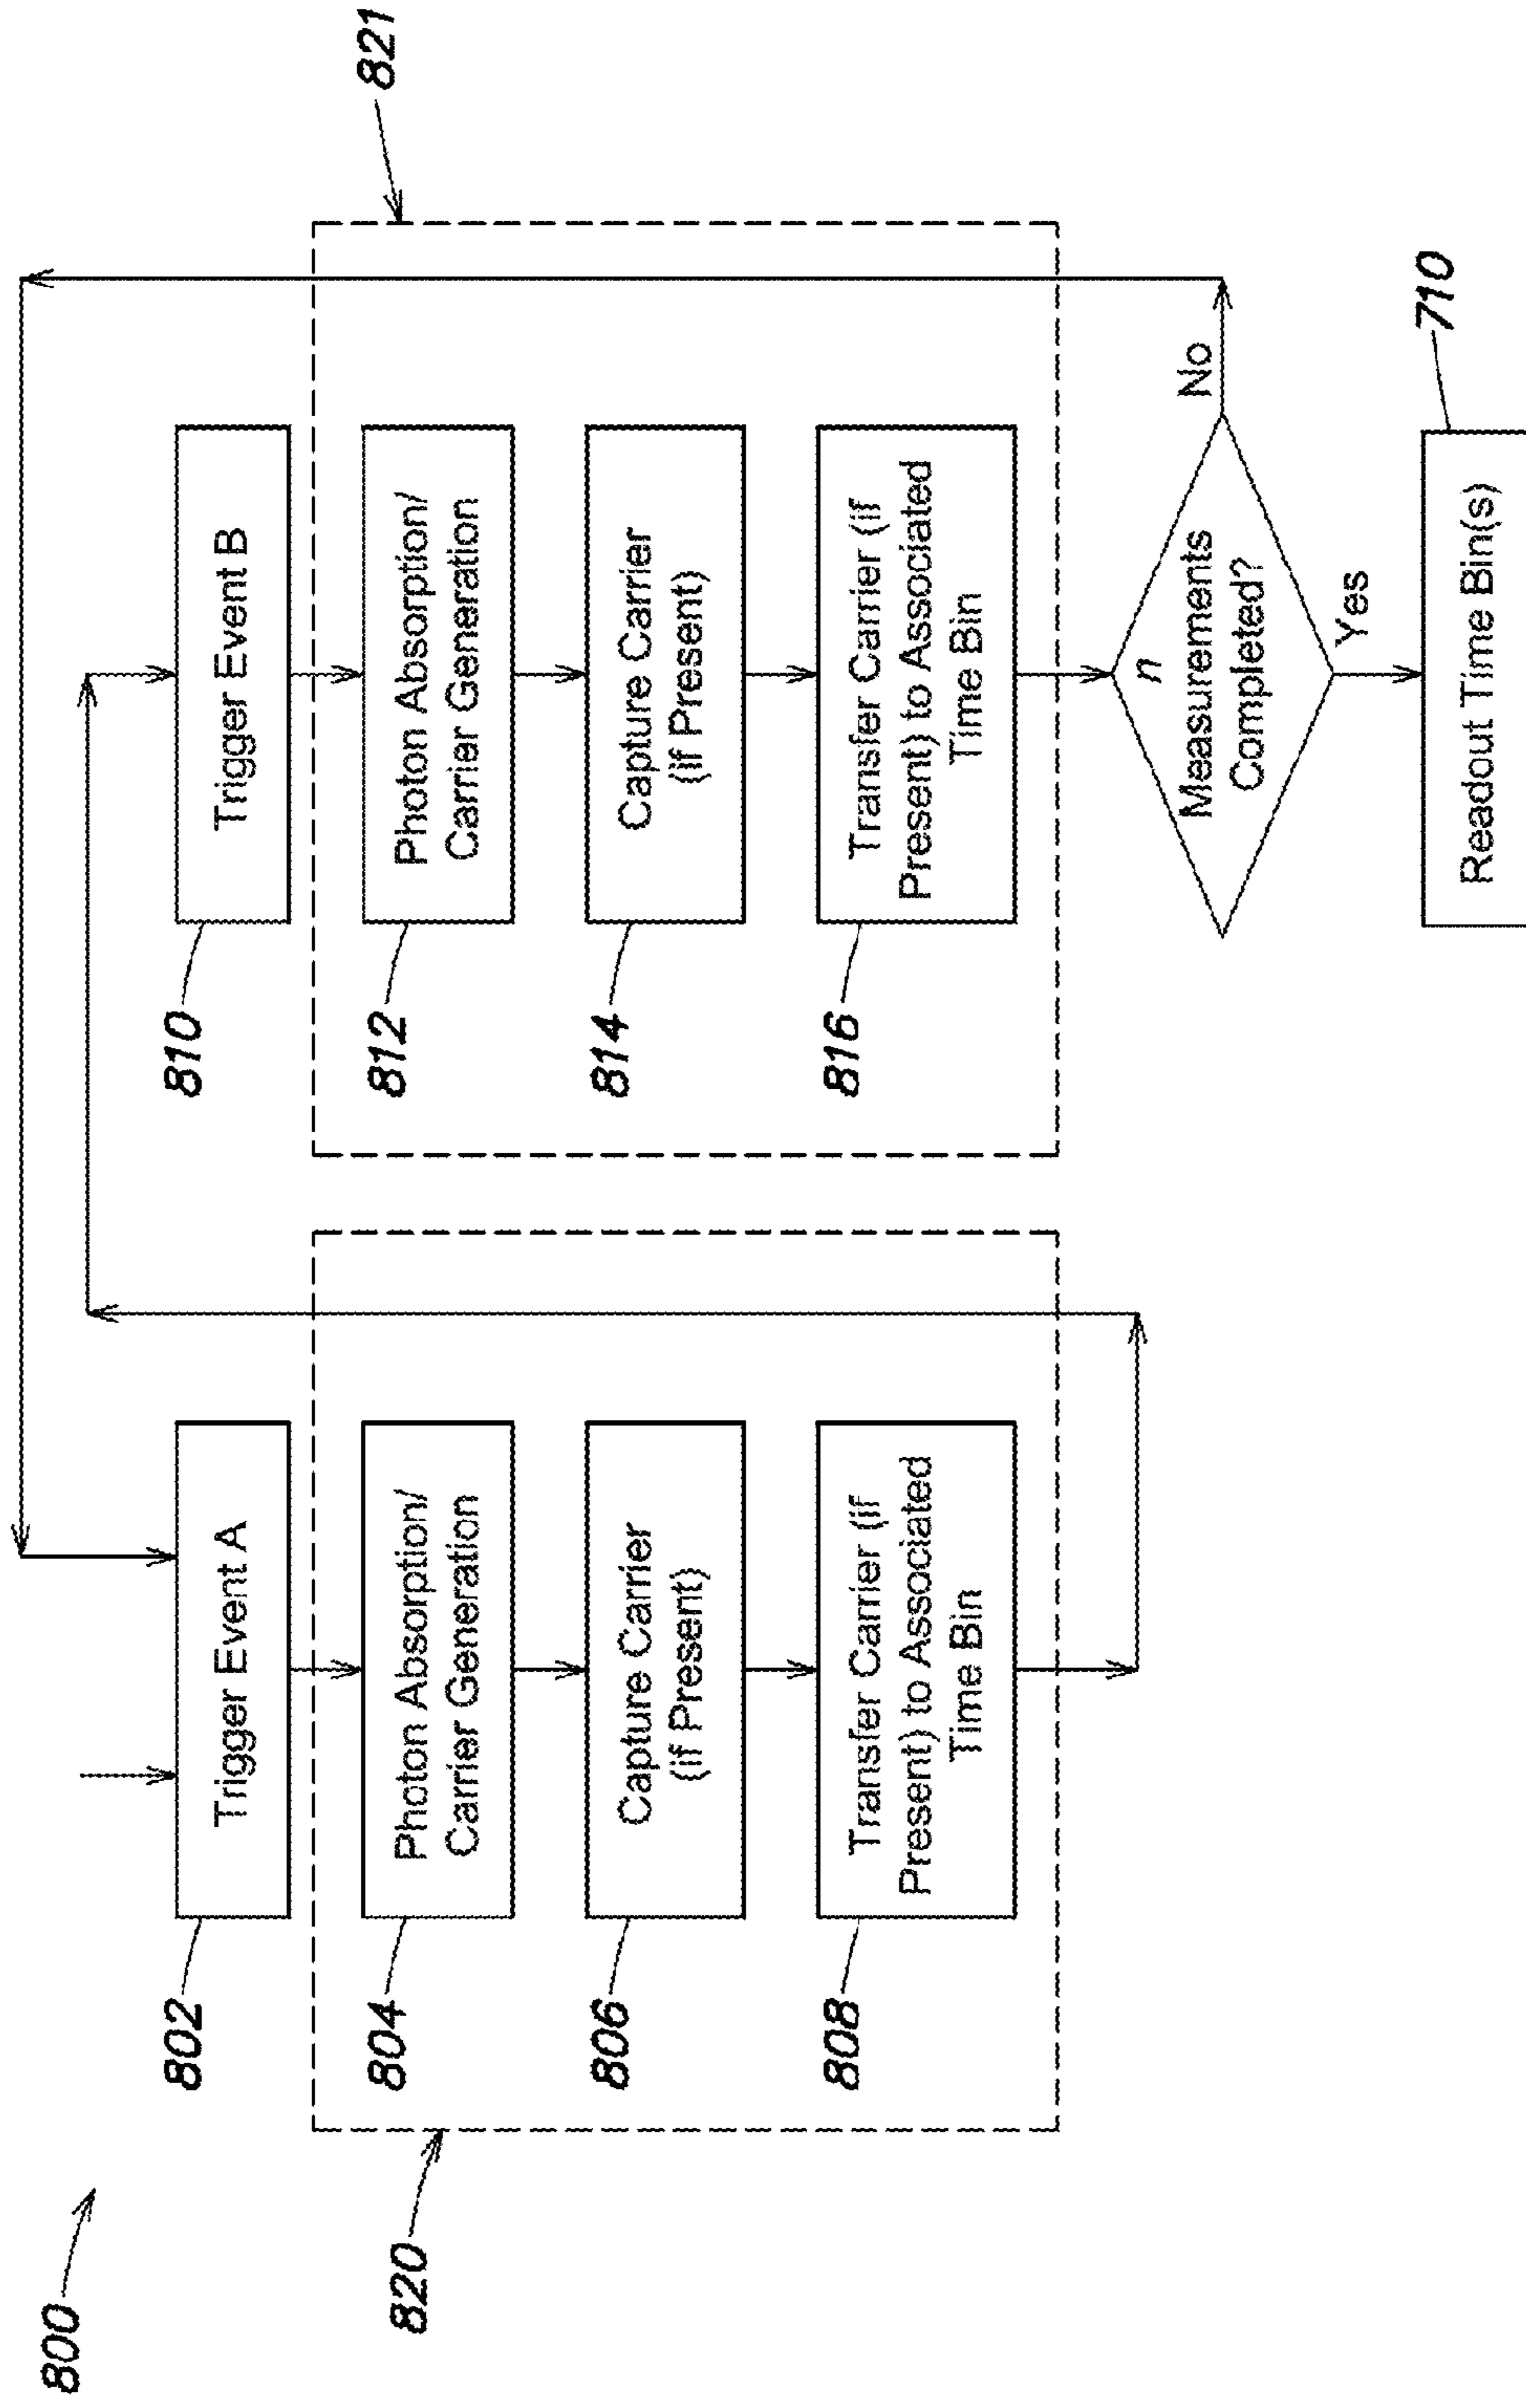 800
802
Trigger Event A
820
804
Photon Absorption/
Carrier Generation
806
Capture Carrier
(if Present)
808
Transfer Carrier (if
Present) to Associated
Time Bin
810
Trigger Event B
821
812
Photon Absorption/
Carrier Generation
814
Capture Carrier
(if Present)
816
Transfer Carrier (if
Present) to Associated
Time Bin
n
Measurements
Completed?
No
Yes
710
Readout Time Bin(s)